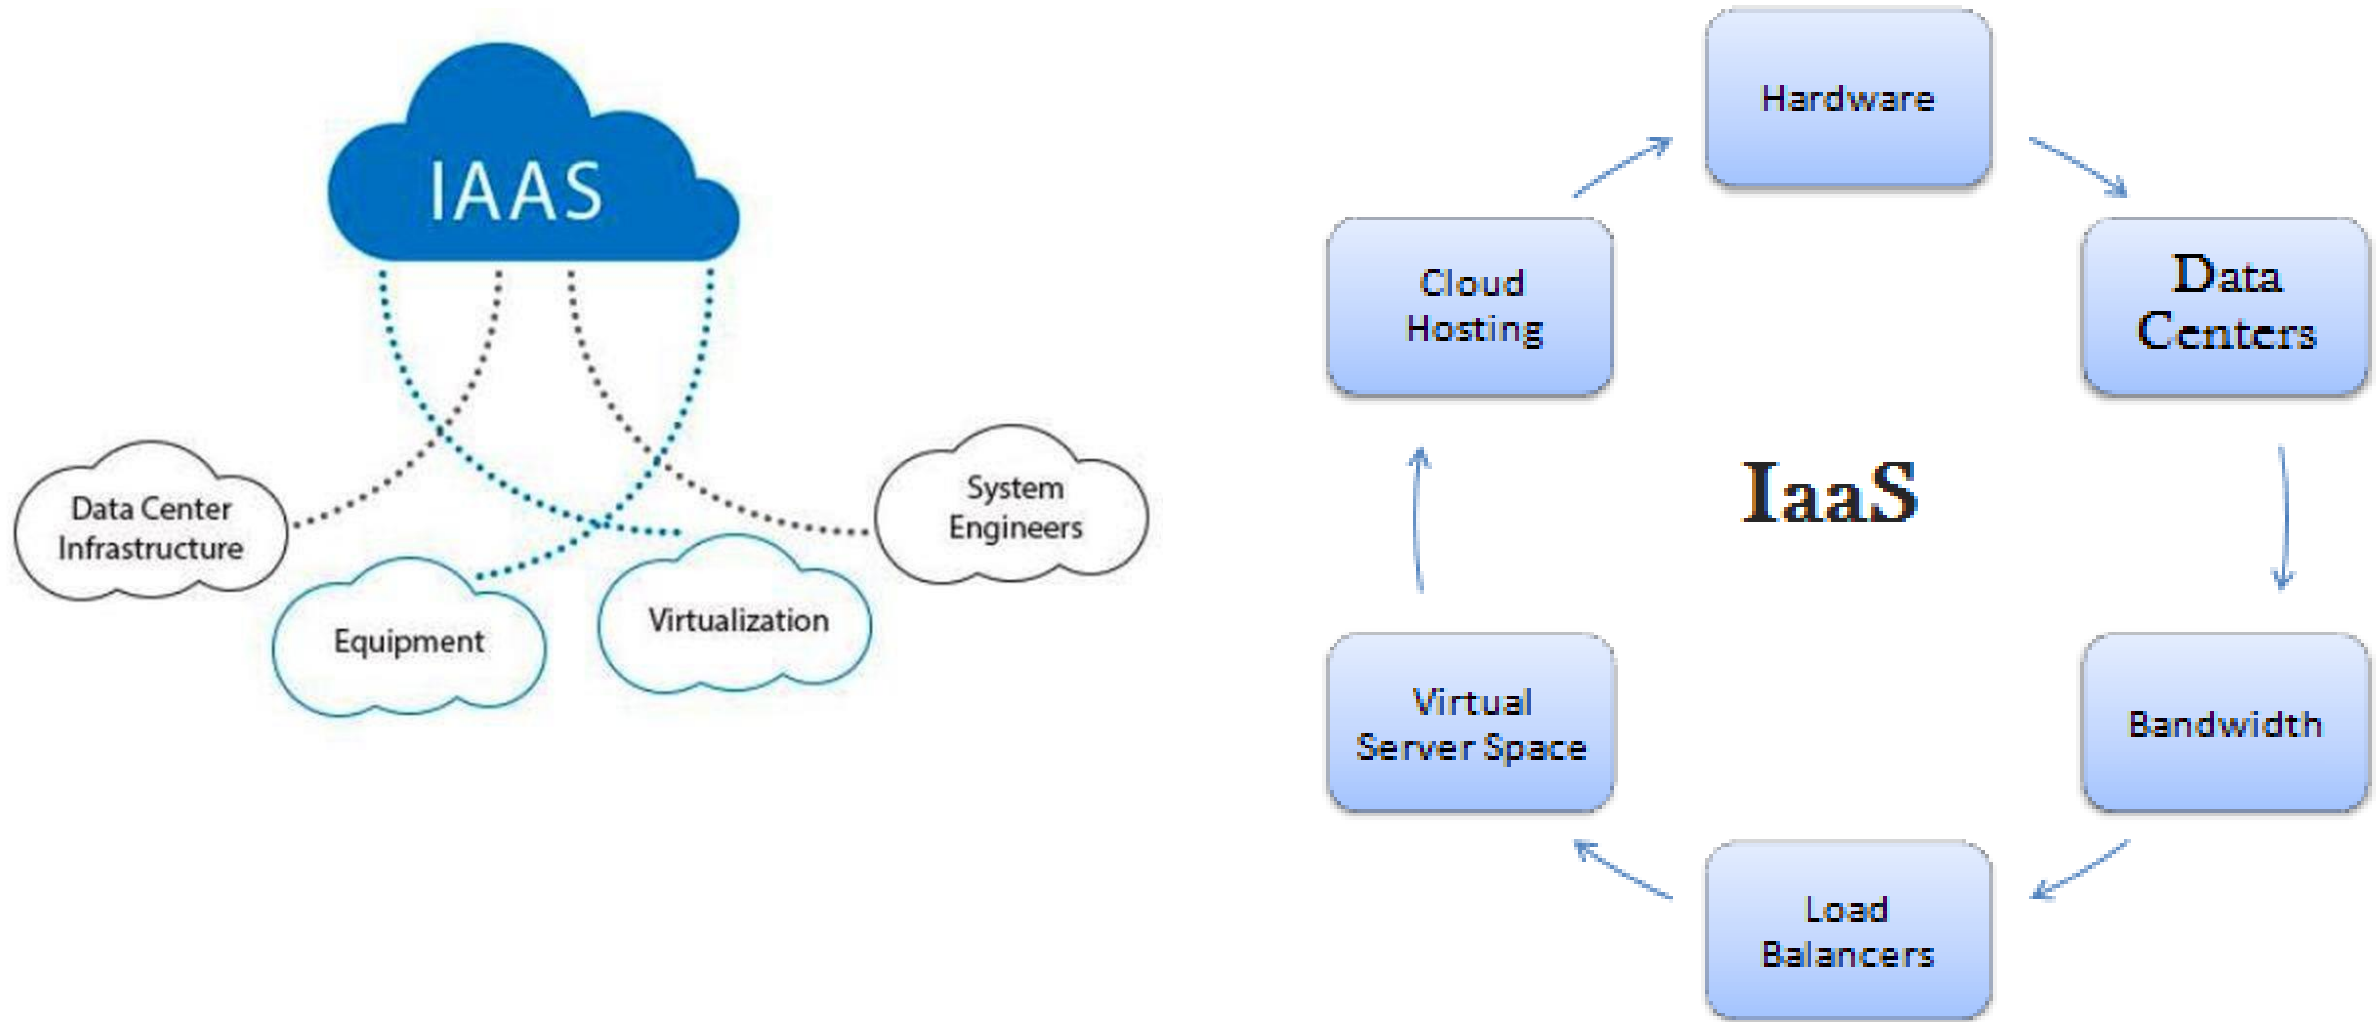 IAAS
Data Center
Infrastructure
Equipment
Virtualization
System
Engineers
Hardware
Data
Centers
Bandwidth
Load
Balancers
Virtual
Server Space
Cloud
Hosting
IaaS